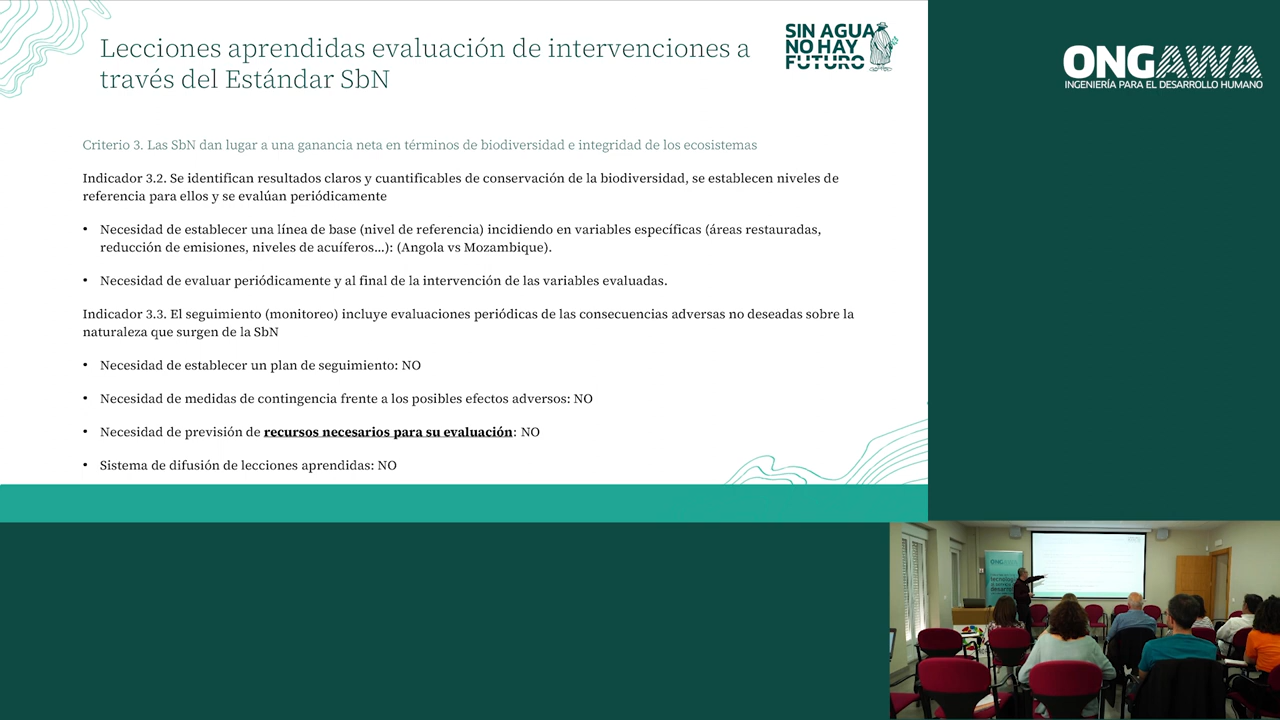 Lecciones aprendidas evaluación de intervenciones a
través del Estándar SbN
SIN AGUA
NO HAY
FUTURO
ONGAWA
INGENIERÍA PARA EL DESARROLLO HUMANO
Criterio 3. Las SbN dan lugar a una ganancia neta en términos de biodiversidad e integridad de los ecosistemas
Indicador 3.2. Se identifican resultados claros y cuantificables de conservación de la biodiversidad, se establecen niveles de
referencia para ellos y se evalúan periódicamente
• Necesidad de establecer una línea de base (nivel de referencia) incidiendo en variables específicas (áreas restauradas,
reducción de emisiones, niveles de acuíferos...): (Angola vs Mozambique).
• Necesidad de evaluar periódicamente y al final de la intervención de las variables evaluadas.
Indicador 3.3. El seguimiento (monitoreo) incluye evaluaciones periódicas de las consecuencias adversas no deseadas sobre la
naturaleza que surgen de la SbN
• Necesidad de establecer un plan de seguimiento: NO
• Necesidad de medidas de contingencia frente a los posibles efectos adversos: NO
• Necesidad de previsión de recursos necesarios para su evaluación: NO
• Sistema de difusión de lecciones aprendidas: NO